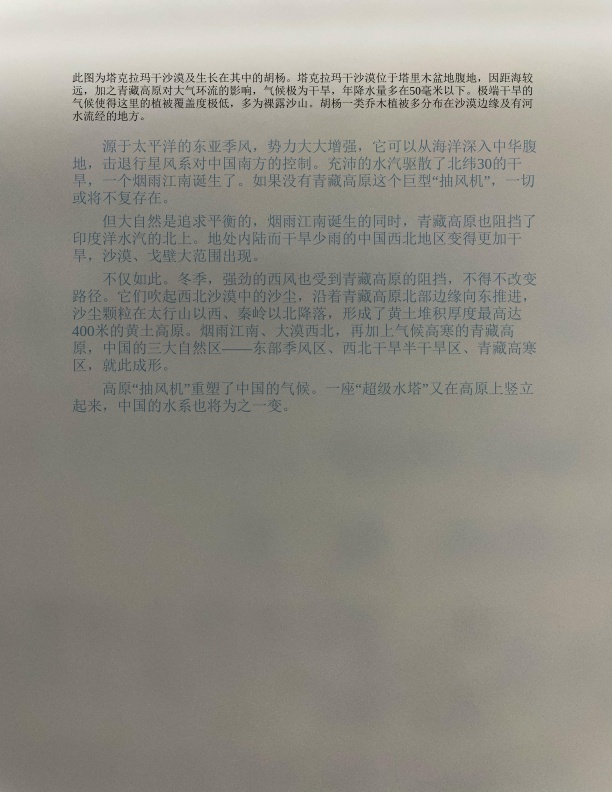 此图为塔克拉玛干沙漠及生长在其中的胡杨。塔克拉玛干沙漠位于塔里木盆地腹地，因距海较
远，加之青藏高原对大气环流的影响，气候极为干旱，年降水量多在50毫米以下。极端干旱的
气候使得这里的植被覆盖度极低，多为裸露沙山。胡杨一类乔木植被多分布在沙漠边缘及有河
水流经的地方。
源于太平洋的东亚季风，势力大大增强，它可以从海洋深入中华腹
地，击退行星风系对中国南方的控制。充沛的水汽驱散了北纬30的干
旱，一个烟雨江南诞生了。如果没有青藏高原这个巨型“抽风机”，一切
或将不复存在。
但大自然是追求平衡的，烟雨江南诞生的同时，青藏高原也阻挡了
印度洋水汽的北上。地处内陆而干旱少雨的中国西北地区变得更加干
旱，沙漠、戈壁大范围出现。
不仅如此。冬季，强劲的西风也受到青藏高原的阻挡，不得不改变
路径。它们吹起西北沙漠中的沙尘，沿着青藏高原北部边缘向东推进，
沙尘颗粒在太行山以西、秦岭以北降落，形成了黄土堆积厚度最高达
400米的黄土高原。烟雨江南、大漠西北，再加上气候高寒的青藏高
原，中国的三大自然区——东部季风区、西北干旱半干旱区、青藏高寒
区，就此成形。
高原“抽风机”重塑了中国的气候。一座“超级水塔”又在高原上竖立
起来，中国的水系也将为之一变。